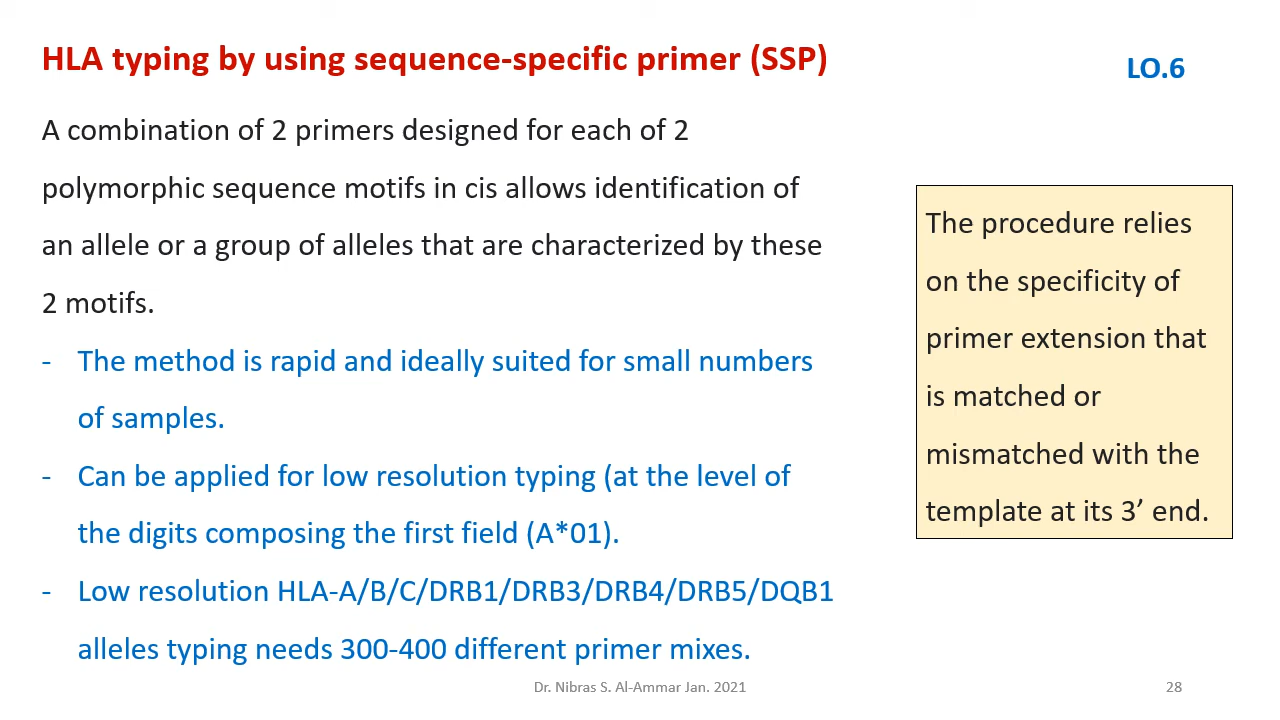 HLA typing by using sequence-specific primer (SSP)
LO.6
A combination of 2 primers designed for each of 2
polymorphic sequence motifs in cis allows identification of
an allele or a group of alleles that are characterized by these
2 motifs.
- The method is rapid and ideally suited for small numbers
of samples.
- Can be applied for low resolution typing (at the level of
the digits composing the first field (A*01).
- Low resolution HLA-A/B/C/DRB1/DRB3/DRB4/DRB5/DQB1
alleles typing needs 300-400 different primer mixes.
The procedure relies
on the specificity of
primer extension that
is matched or
mismatched with the
template at its 3’ end.
Dr. Nibras S. Al-Ammar Jan. 2021
28